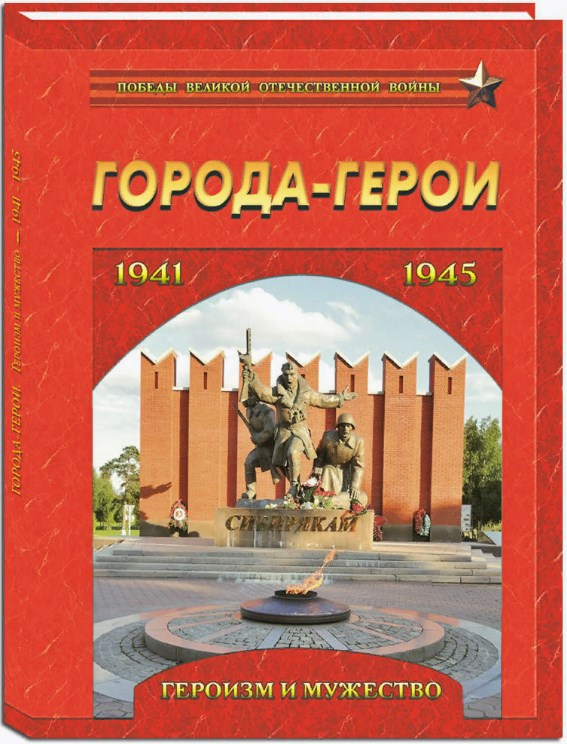 ПОБЕДЫ ВЕЛИКОЙ ОТЕЧЕСТВЕННОЙ ВОЙНЫ
ГОРОДА-ГЕРОИ
1941 1945
СИБИРЯКАМ
ГЕРОИЗМ И МУЖЕСТВО
ГОРОДА-ГЕРОИ. ГЕРОИЗМ И МУЖЕСТВО — 1941 - 1945